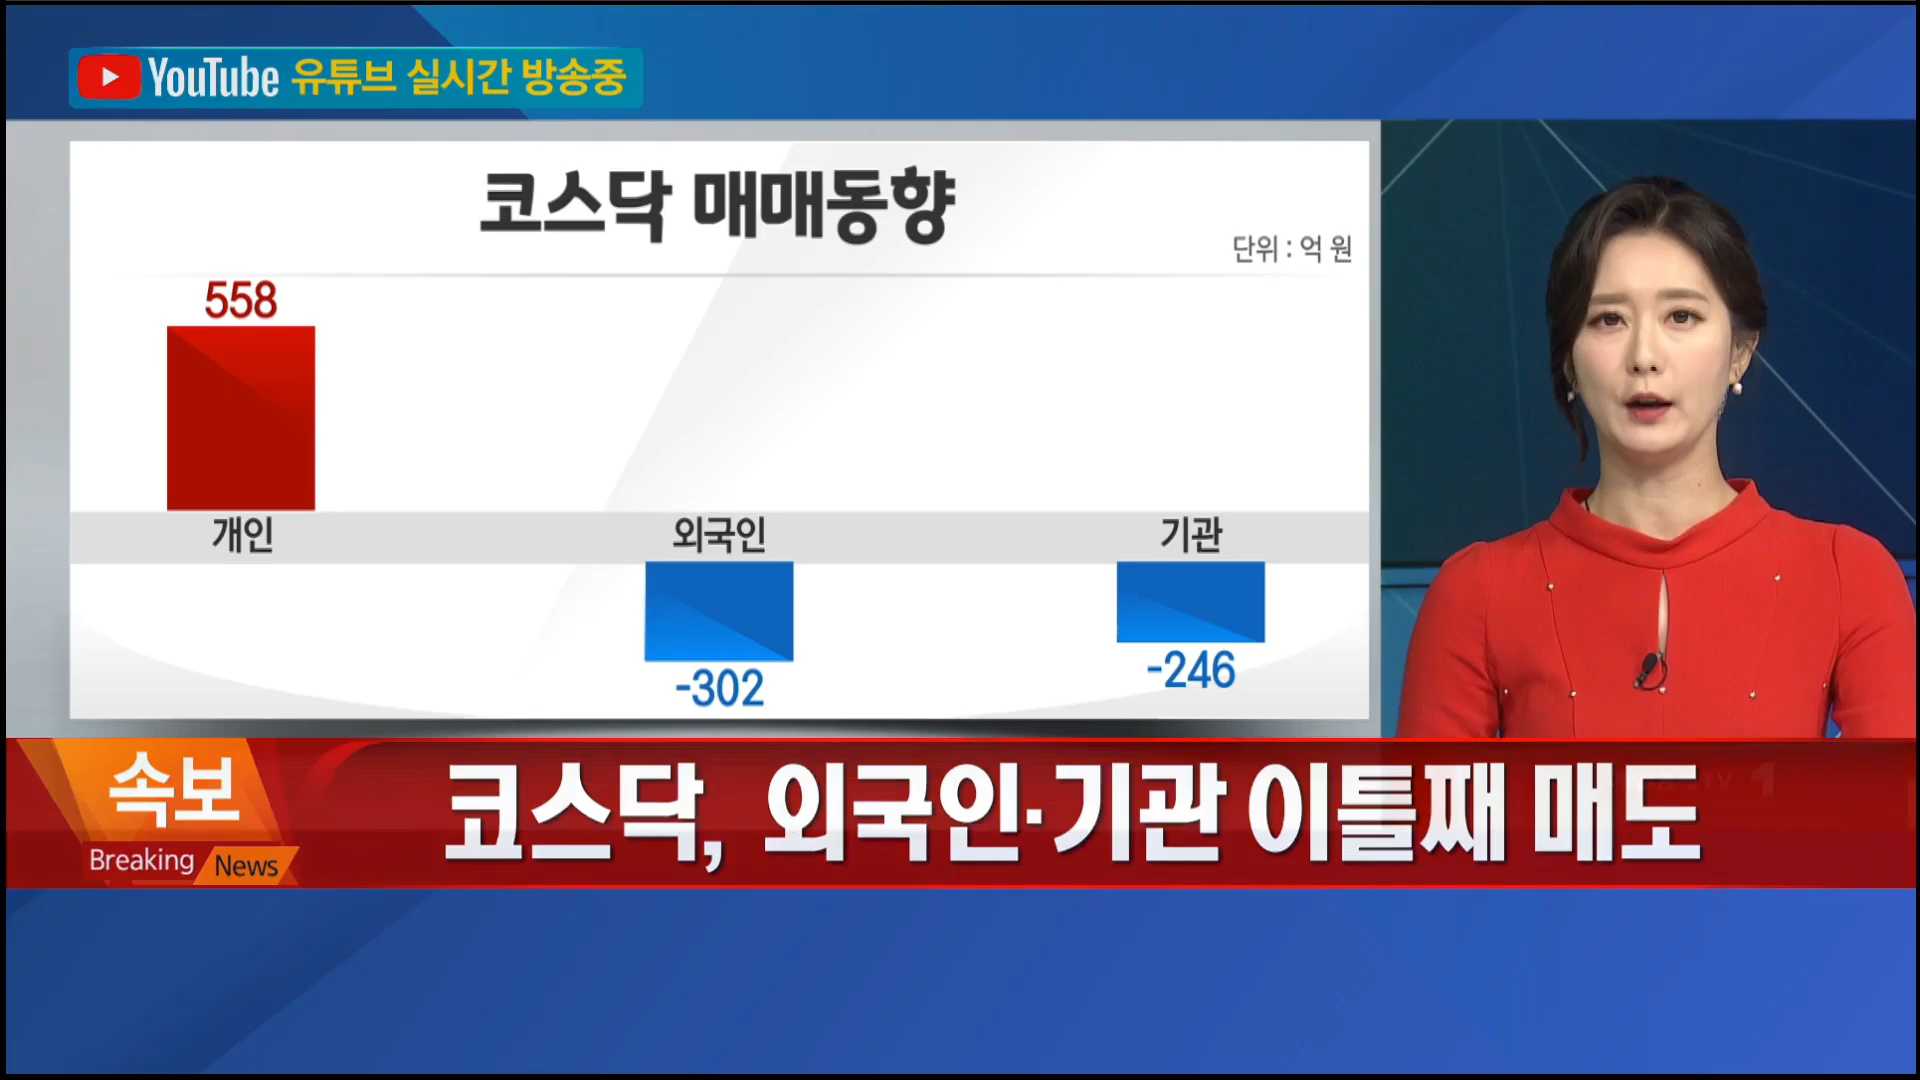 YouTube 유튜브 실시간 방송중
코스닥 매매동향
단위 : 억 원
558
개인
외국인
기관
-302
-246
속보
Breaking News
코스닥, 외국인·기관 이틀째 매도